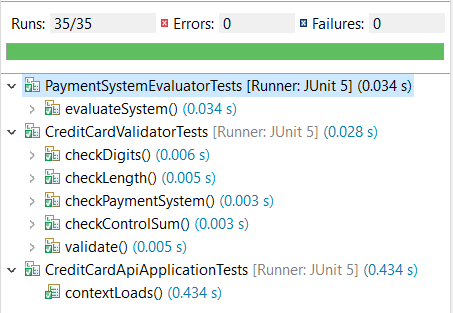 Runs: 35/35 Errors: 0 Failures: 0
PaymentSystemEvaluatorTests [Runner: JUnit 5] (0.034 s)
evaluateSystem() (0.034 s)
CreditCardValidatorTests [Runner: JUnit 5] (0.028 s)
checkDigits() (0.006 s)
checkLength() (0.005 s)
checkPaymentSystem() (0.003 s)
checkControlSum() (0.003 s)
validate() (0.005 s)
CreditCardApiApplicationTests [Runner: JUnit 5] (0.434 s)
contextLoads() (0.434 s)